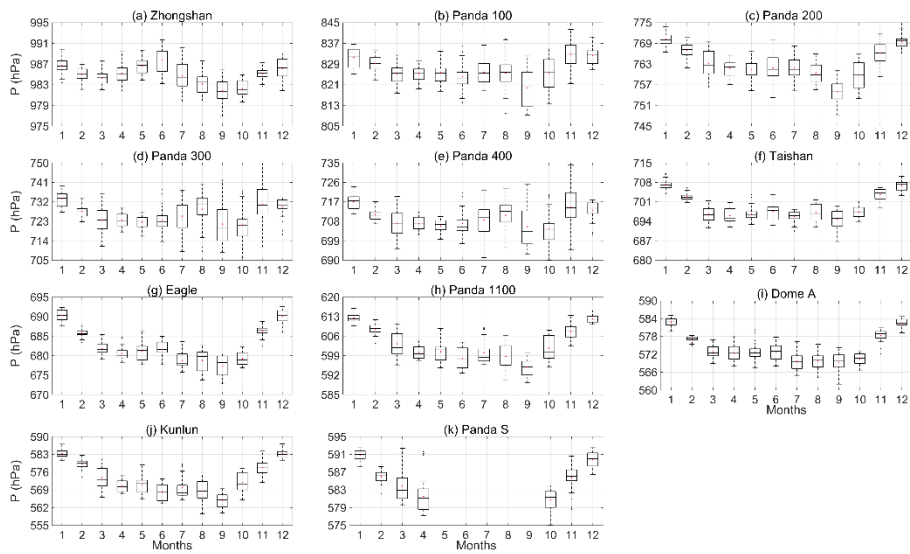 (a) Zhongshan
P (hPa)
995
991
987
983
979
975
1 2 3 4 5 6 7 8 9 10 11 12
(b) Panda 100
837
829
821
813
805
1 2 3 4 5 6 7 8 9 10 11 12
(c) Panda 200
775
769
763
757
751
745
1 2 3 4 5 6 7 8 9 10 11 12
(d) Panda 300
P (hPa)
750
741
732
723
714
705
1 2 3 4 5 6 7 8 9 10 11 12
(e) Panda 400
735
726
717
708
699
690
1 2 3 4 5 6 7 8 9 10 11 12
(f) Taishan
715
708
701
694
687
680
1 2 3 4 5 6 7 8 9 10 11 12
(g) Eagle
P (hPa)
695
690
685
680
675
670
1 2 3 4 5 6 7 8 9 10 11 12
(h) Panda 1100
620
613
606
599
592
585
1 2 3 4 5 6 7 8 9 10 11 12
(i) Dome A
590
584
578
572
566
560
1 2 3 4 5 6 7 8 9 10 11 12
Months
(j) Kunlun
P (hPa)
590
583
576
569
562
555
1 2 3 4 5 6 7 8 9 10 11 12
Months
(k) Panda S
595
591
587
583
579
575
1 2 3 4 5 6 7 8 9 10 11 12
Months